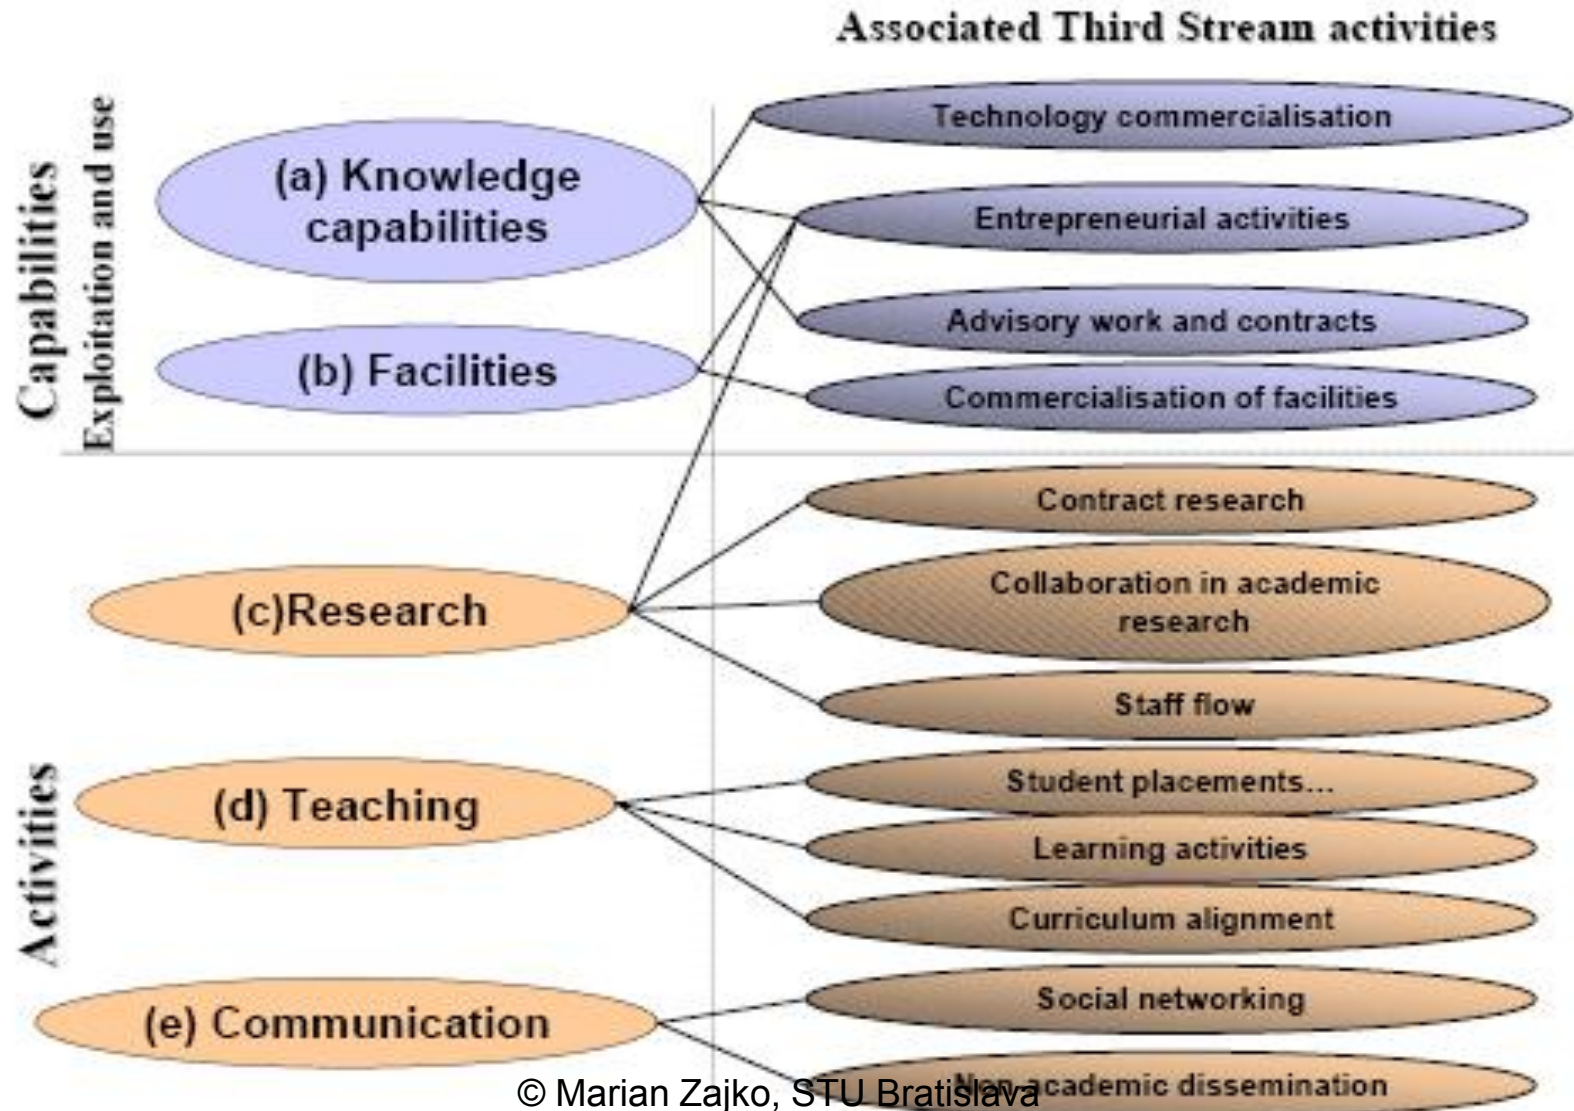 Associated Third Stream activities
Capabilities
Exploitation and use
(a) Knowledge
capabilities
(b) Facilities
Technology commercialisation
Entrepreneurial activities
Advisory work and contracts
Commercialisation of facilities
Activities
(c)Research
(d) Teaching
(e) Communication
Contract research
Collaboration in academic
research
Staff flow
Student placements...
Learning activities
Curriculum alignment
Social networking
Non-academic dissemination
© Marian Zajko, STU Bratislava